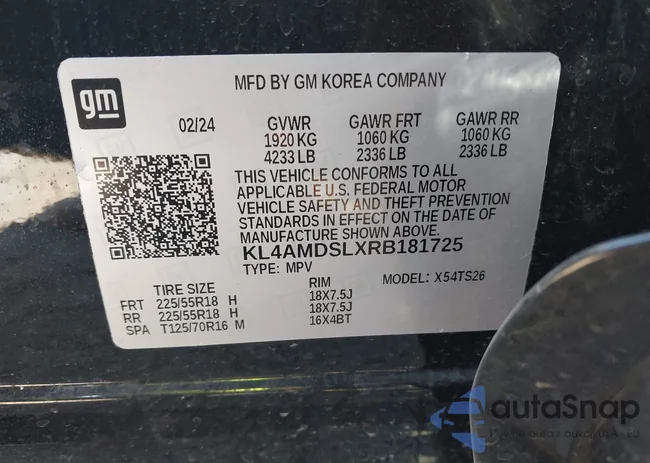 gm
MFD BY GM KOREA COMPANY
02/24 GVWR GAWR FRT GAWR RR
1920 KG 1060 KG 1060 KG
4233 LB 2336 LB 2336 LB
THIS VEHICLE CONFORMS TO ALL
APPLICABLE U.S. FEDERAL MOTOR
VEHICLE SAFETY AND THEFT PREVENTION
STANDARDS IN EFFECT ON THE DATE OF
MANUFACTURE SHOWN ABOVE.
KL4AMDSLXRB181725
TYPE: MPV MODEL: X54TS26
TIRE SIZE RIM
FRT 225/55R18 H 18X7.5J
RR 225/55R18 H 18X7.5J
SPA T125/70R16 M 16X4BT
autaSnap